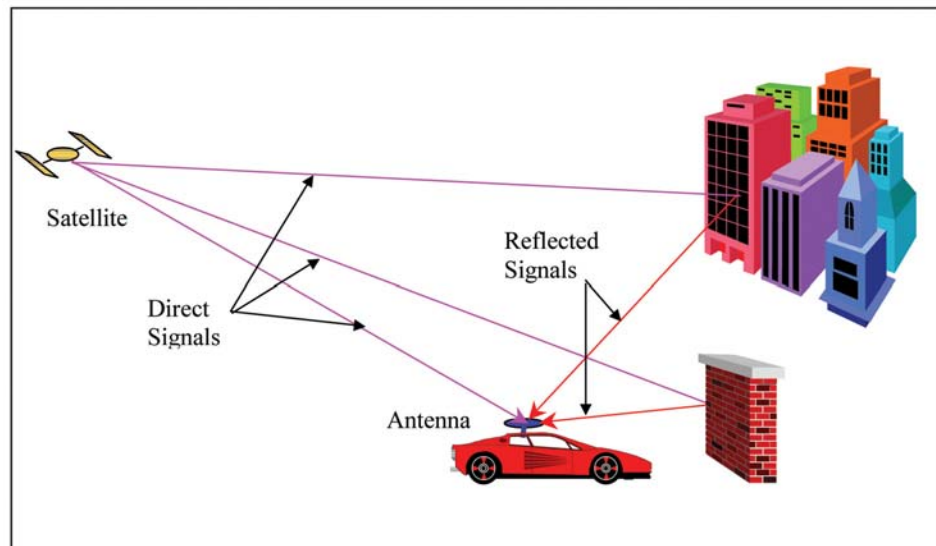 Satellite
Reflected
Signals
Direct
Signals
Antenna